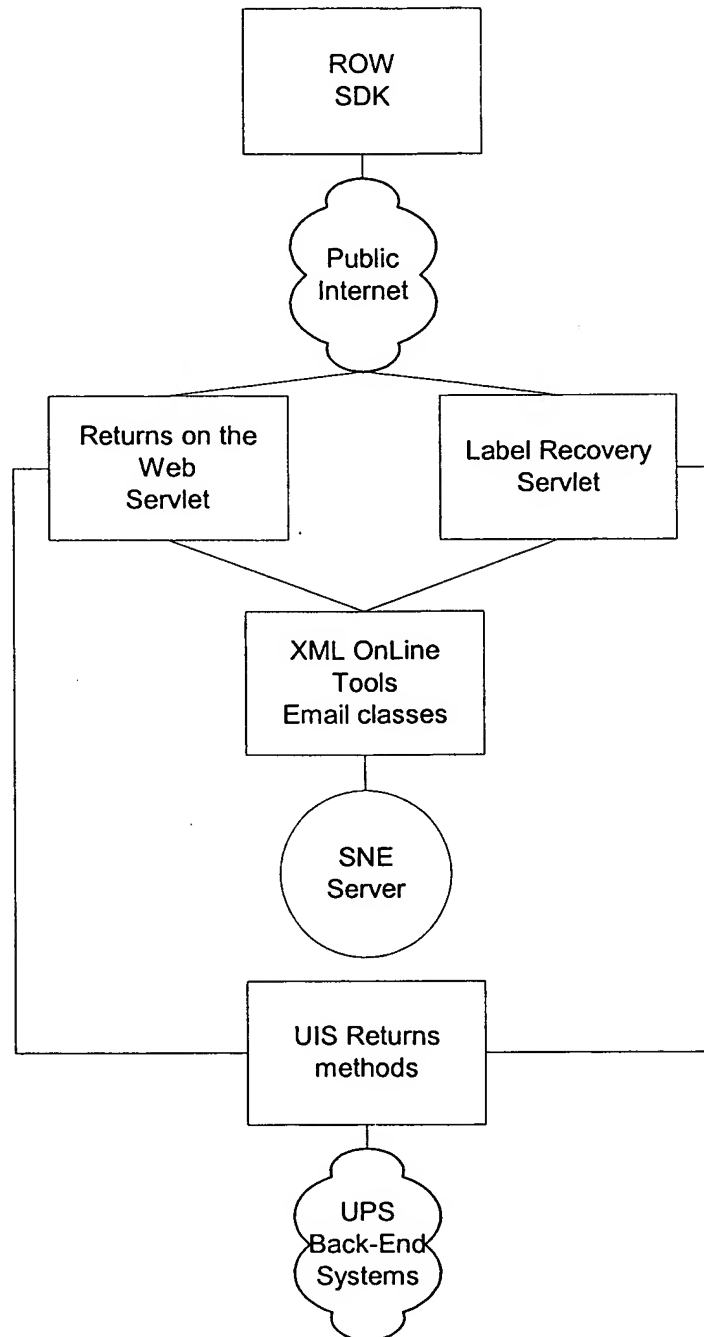 ROW
SDK
Public
Internet
Returns on the
Web
Servlet
Label Recovery
Servlet
XML OnLine
Tools
Email classes
SNE
Server
UIS Returns
methods
UPS
Back-End
Systems